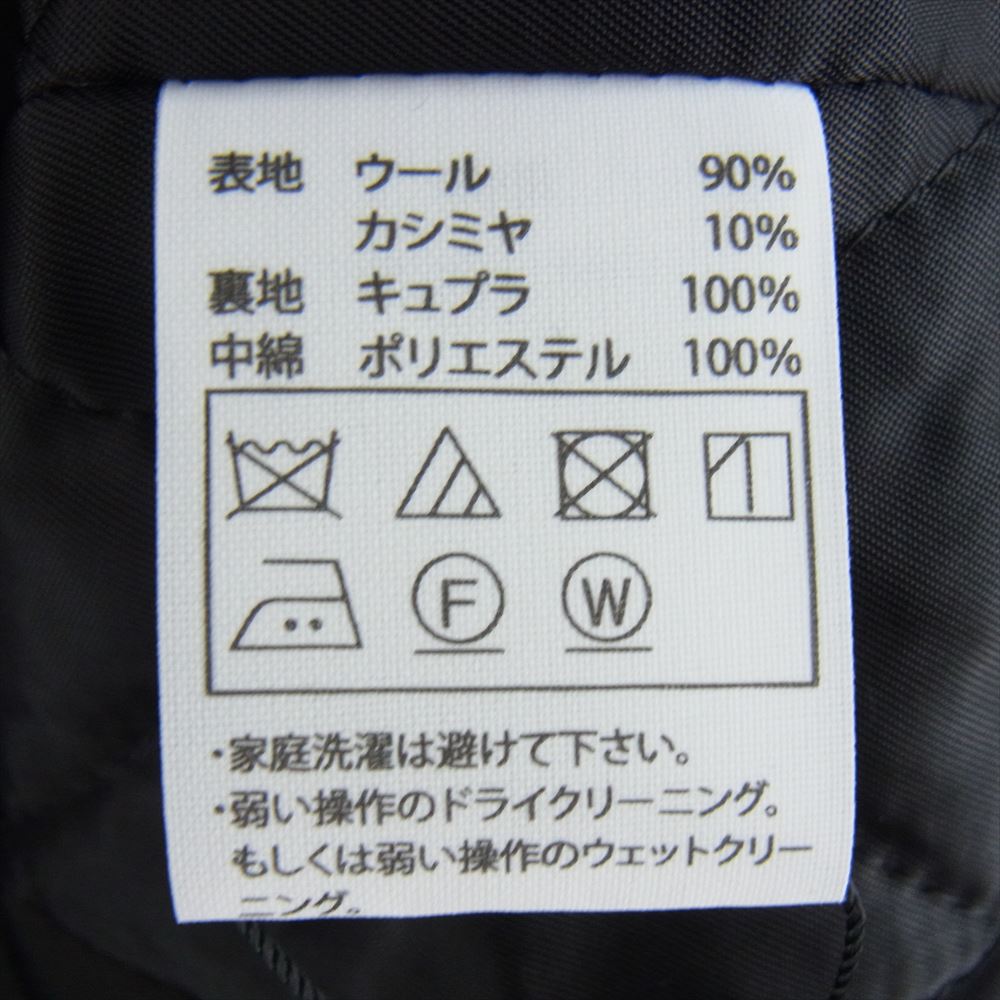 表地 ウール 90%
カシミヤ 10%
裏地 キュプラ 100%
中綿 ポリエステル 100%
F W
・家庭洗濯は避けて下さい。
・弱い操作のドライクリーニング。
もしくは弱い操作のウェットクリー
ニング。